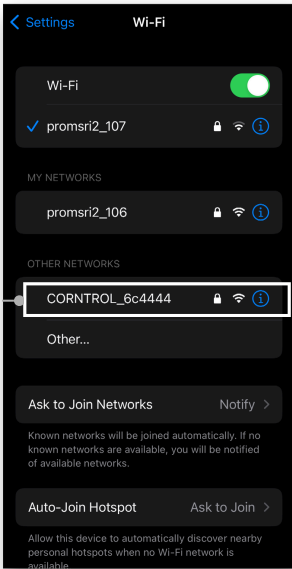 Settings
Wi-Fi
Wi-Fi
promsri2_107
MY NETWORKS
promsri2_106
OTHER NETWORKS
CORNTROL_6c4444
Other...
Ask to Join Networks Notify
Known networks will be joined automatically. If no
known networks are available, you will be notified
of available networks.
Auto-Join Hotspot Ask to Join
Allow this device to automatically discover nearby
personal hotspots when no Wi-Fi network is
available.